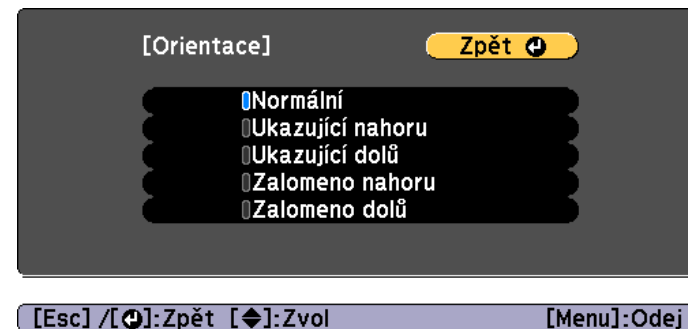 [Orientace] Zpět
Normální
Ukazující nahoru
Ukazující dolů
Zalomeno nahoru
Zalomeno dolů
[Esc] /[⏎]:Zpět [◆]:Zvol [Menu]:Odej